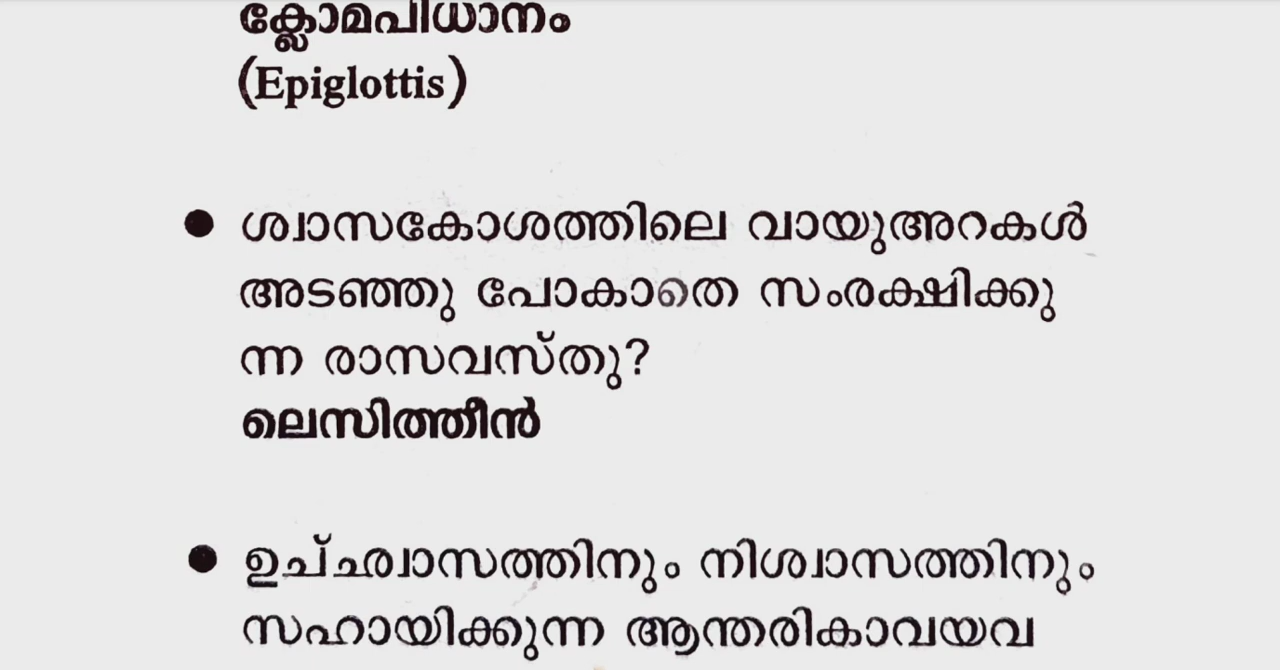 ക്ലോമപിധാനം
(Epiglottis)
● ശ്വാസകോശത്തിലെ വായുഅറകൾ
അടഞ്ഞു പോകാതെ സംരക്ഷിക്കു
ന്ന രാസവസ്തു?
ലെസിത്തീൻ
● ഉച്ഛ്വാസത്തിനും നിശ്വാസത്തിനും
സഹായിക്കുന്ന ആന്തരികാവയവ